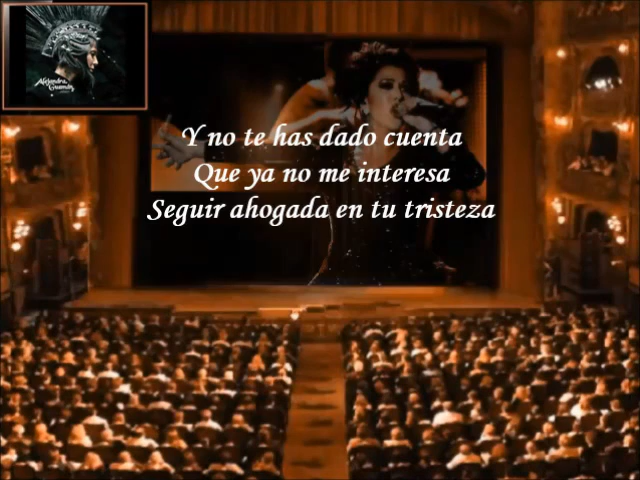 Alejandra
Guzmán
Y no te has dado cuenta
Que ya no me interesa
Seguir ahogada en tu tristeza